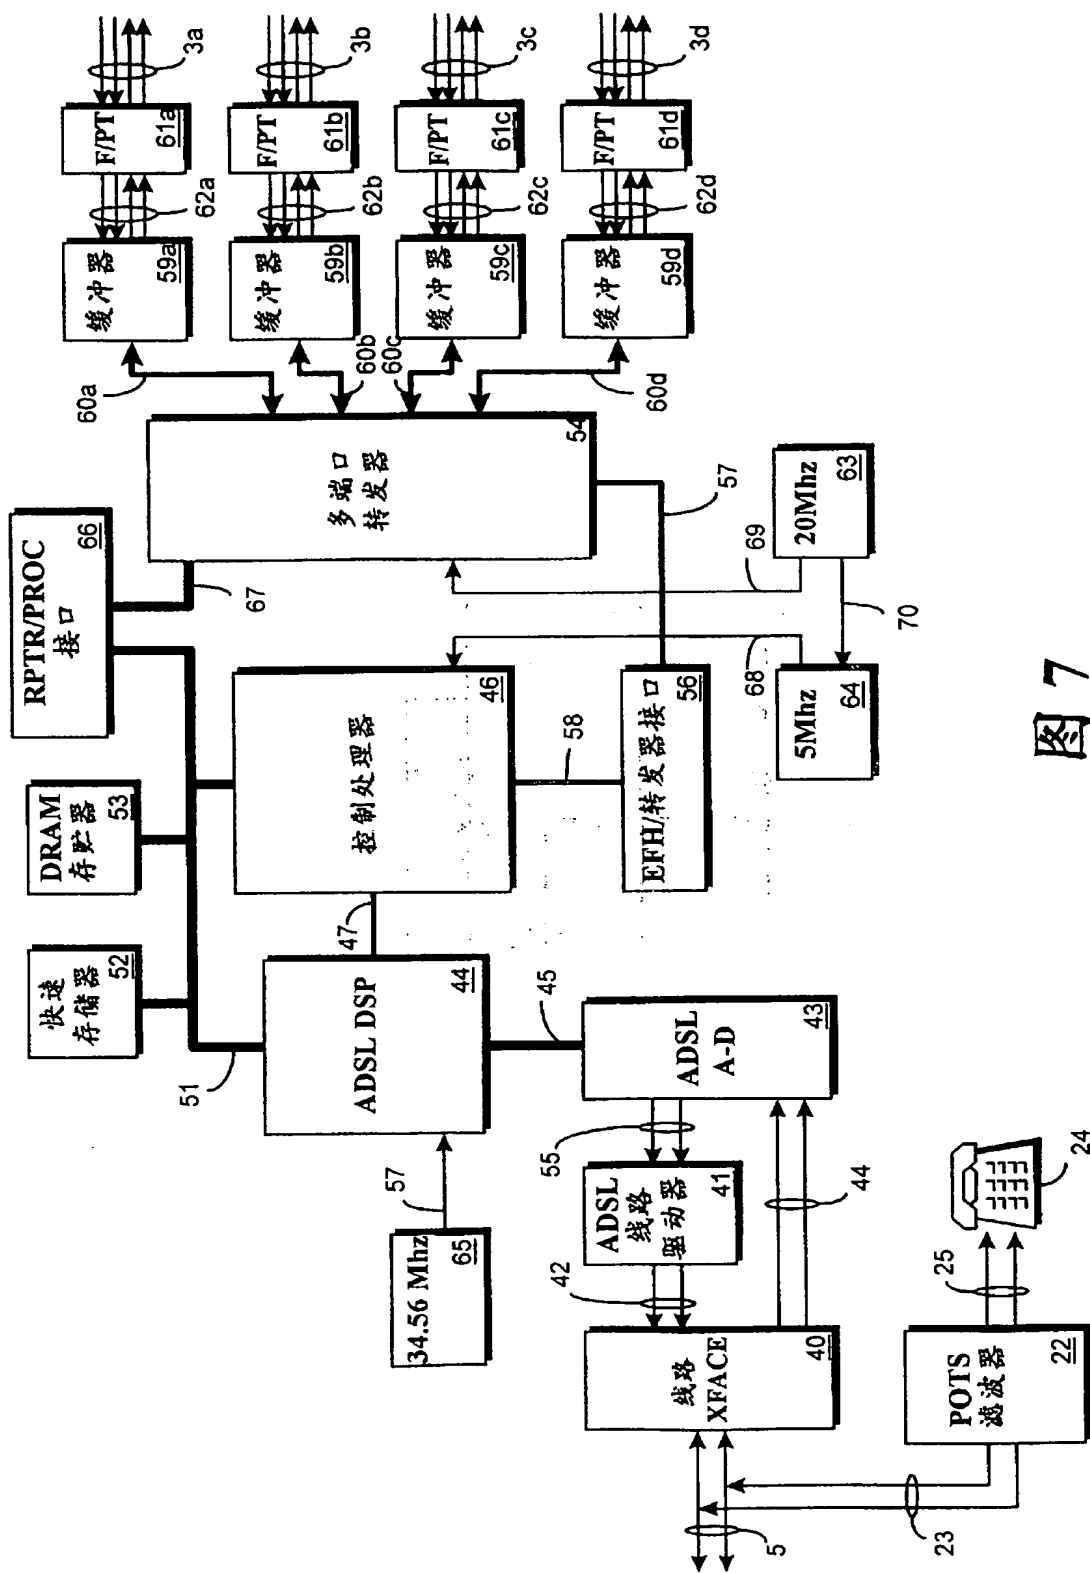 RPTR/PROC
接口
66
DRAM
存贮器
53
快速
存储器
52
51
67
34.56 Mhz
65
57
ADSL DSP
44
47
控制处理器
46
多端口
转发器
54
60a
60b
60c
60d
缓冲器
59a
缓冲器
59b
缓冲器
59c
缓冲器
59d
62a
62b
62c
62d
F/PT
61a
F/PT
61b
F/PT
61c
F/PT
61d
3a
3b
3c
3d
45
58
57
EFH/转发器接口
56
线路
XFACE
40
42
ADSL
线路
驱动器
41
55
ADSL
A-D
43
44
68
69
5Mhz
64
70
20Mhz
63
5
23
POTS
滤波器
22
25
24
图 7